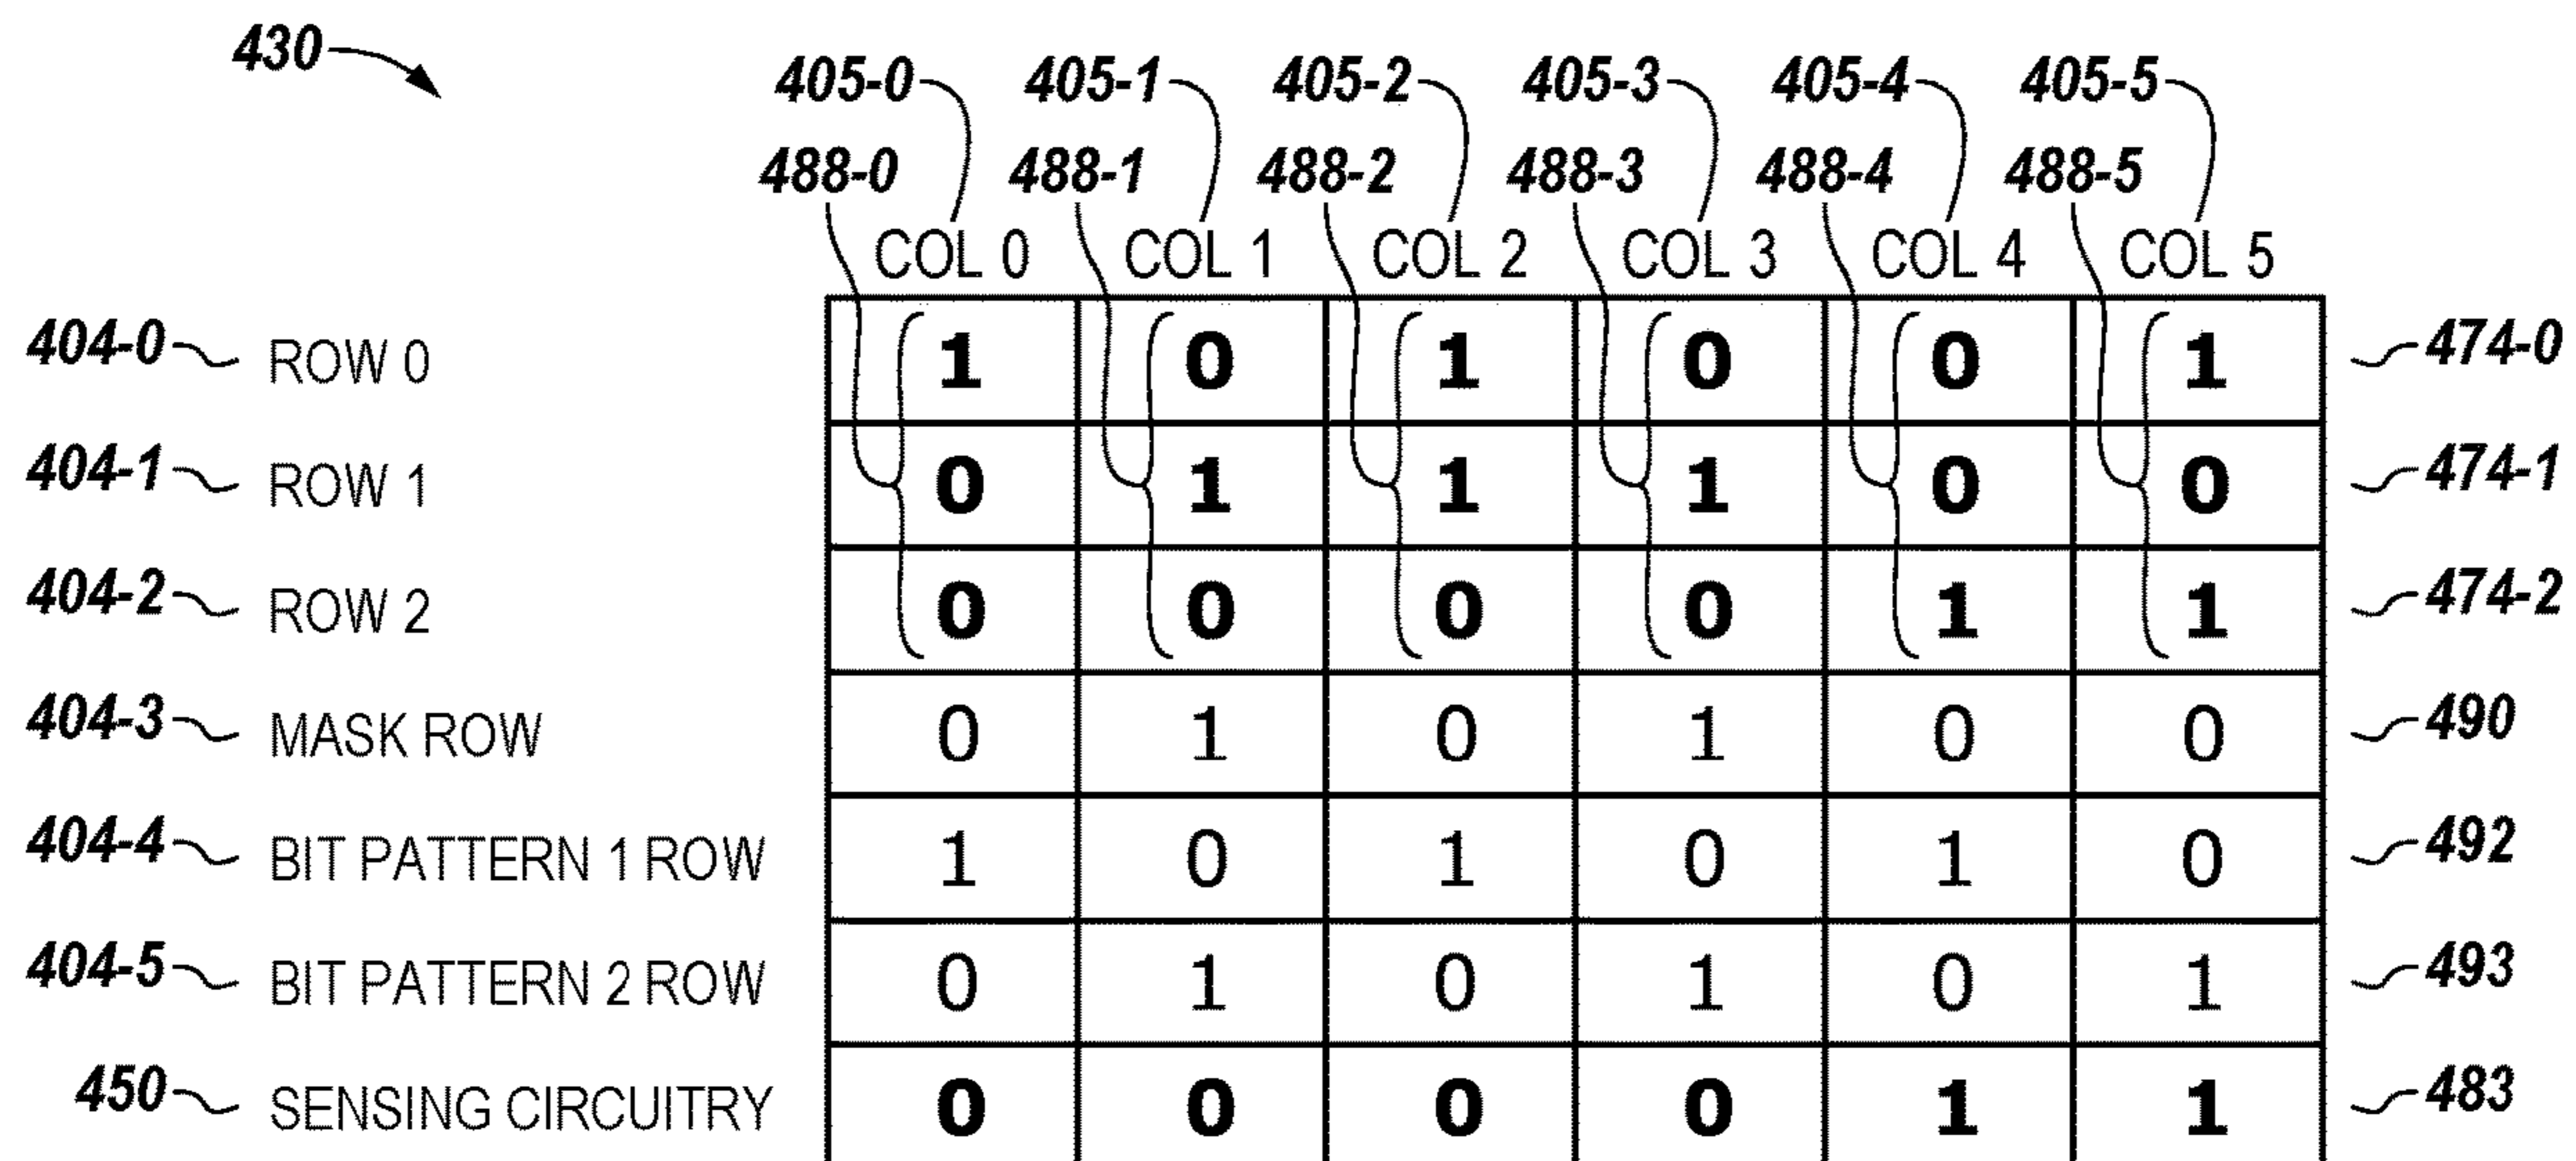 430
405-0 405-1 405-2 405-3 405-4 405-5
488-0 488-1 488-2 488-3 488-4 488-5
COL 0 COL 1 COL 2 COL 3 COL 4 COL 5
404-0 ROW 0 1 0 1 0 0 1 474-0
404-1 ROW 1 0 1 1 1 0 0 474-1
404-2 ROW 2 0 0 0 0 1 1 474-2
404-3 MASK ROW 0 1 0 1 0 0 490
404-4 BIT PATTERN 1 ROW 1 0 1 0 1 0 492
404-5 BIT PATTERN 2 ROW 0 1 0 1 0 1 493
450 SENSING CIRCUITRY 0 0 0 0 1 1 483